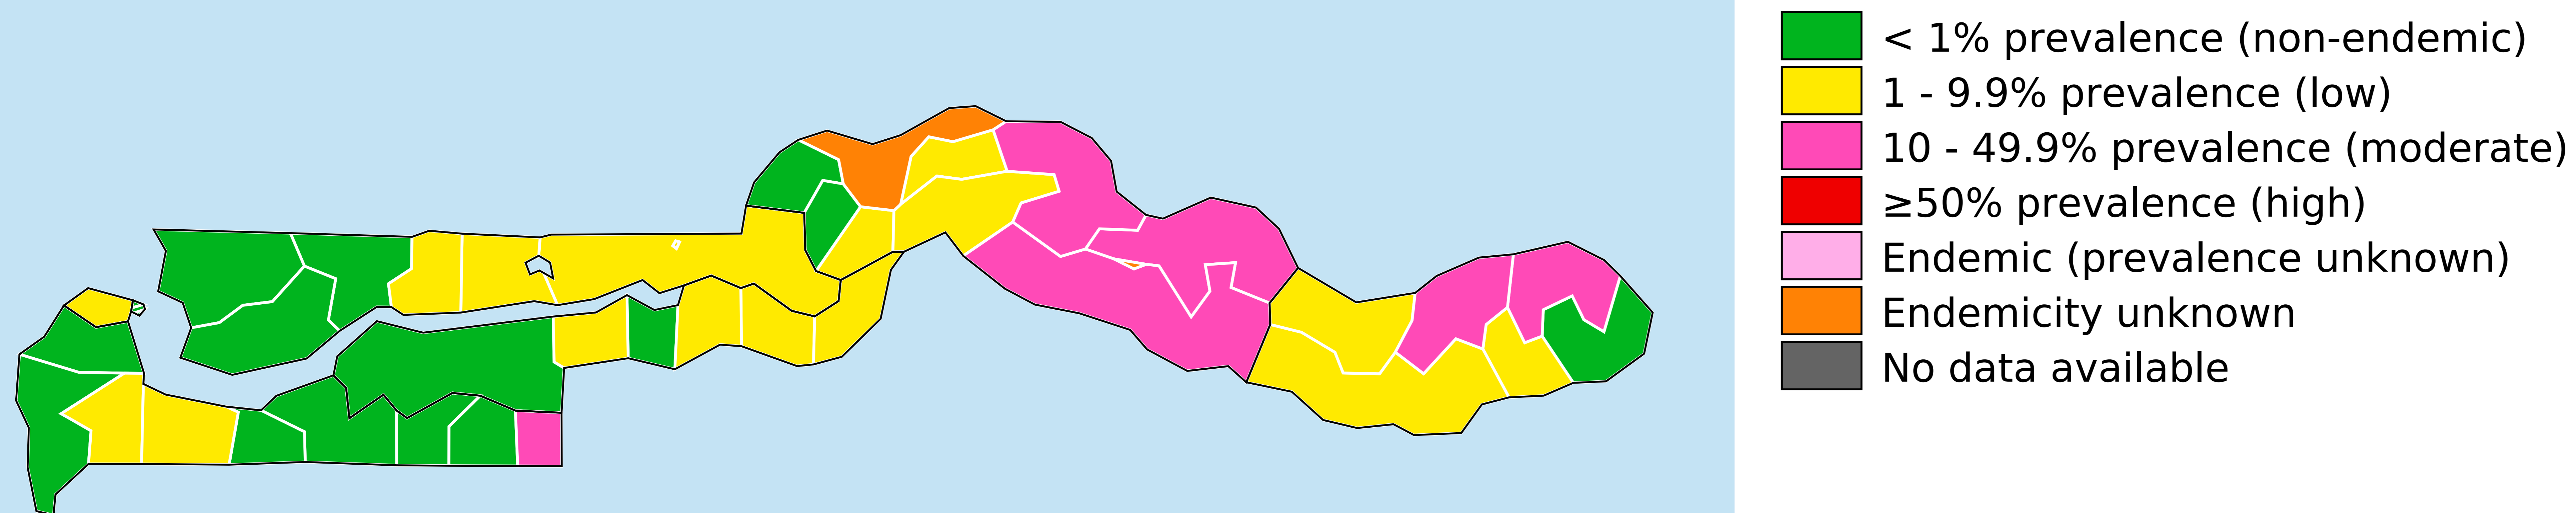 < 1% prevalence (non-endemic)
1 - 9.9% prevalence (low)
10 - 49.9% prevalence (moderate)
≥50% prevalence (high)
Endemic (prevalence unknown)
Endemicity unknown
No data available